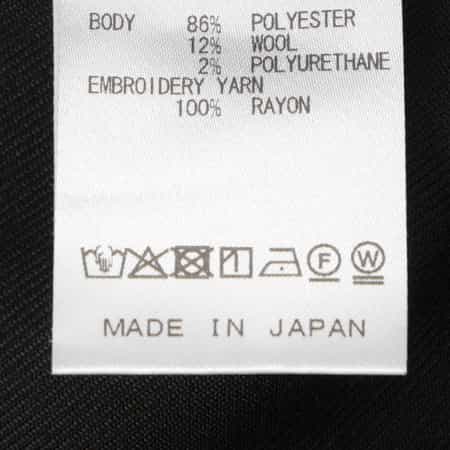 BODY 86% POLYESTER
12% WOOL
2% POLYURETHANE
EMBROIDERY YARN
100% RAYON
F W
MADE IN JAPAN